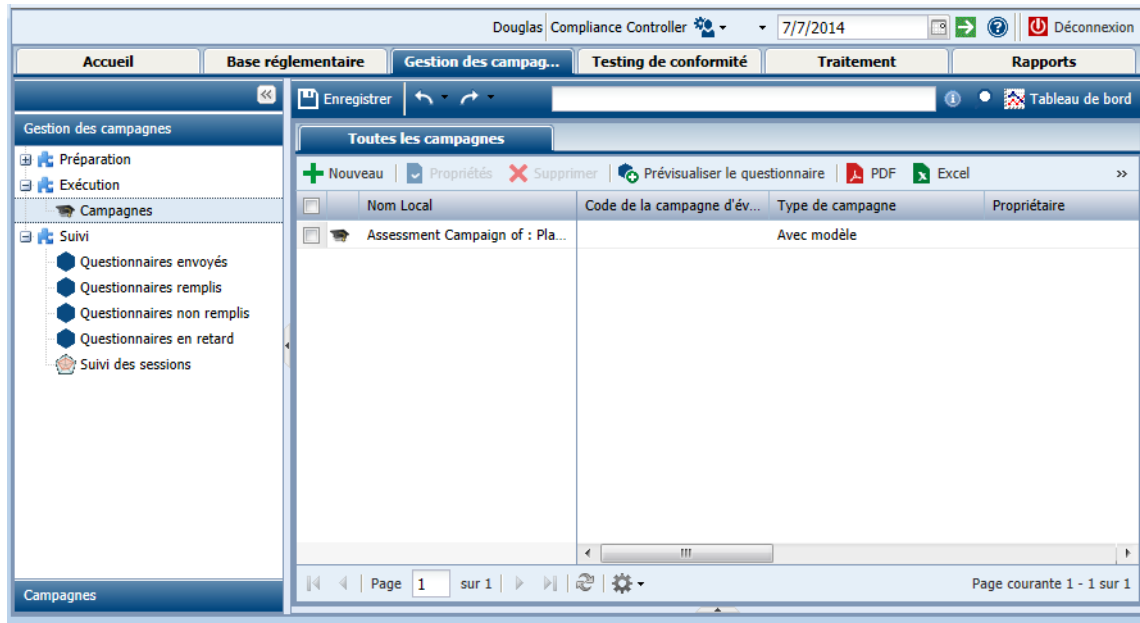 Douglas Compliance Controller 7/7/2014 Déconnexion
Accueil Base réglementaire Gestion des campag... Testing de conformité Traitement Rapports
Enregistrer Tableau de bord
Gestion des campagnes
Toutes les campagnes
Préparation
Exécution
Campagnes
Suivi
Questionnaires envoyés
Questionnaires remplis
Questionnaires non remplis
Questionnaires en retard
Suivi des sessions
Campagnes
Nouveau Propriétés Supprimer Prévisualiser le questionnaire PDF Excel »
Nom Local Code de la campagne d'év... Type de campagne Propriétaire
Assessment Campaign of : Pla... Avec modèle
Page 1 sur 1 Page courante 1 - 1 sur 1